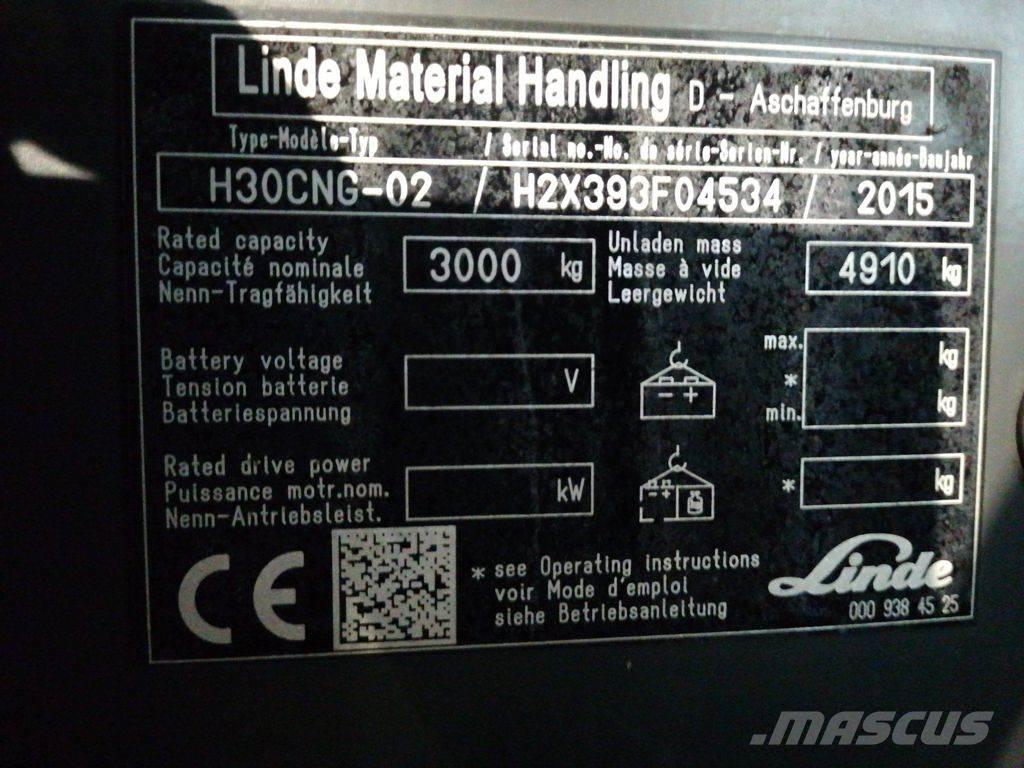 Linde Material Handling D - Aschaffenburg
Type-Modèle-Typ / Serial no.-No. de série-Serien-Nr. / year-année-Baujahr
H30CNG-02 / H2X393F04534 / 2015
Rated capacity
Capacité nominale
Nenn-Tragfähigkeit
3000 kg
Unladen mass
Masse à vide
Leergewicht
4910 kg
Battery voltage
Tension batterie
Batteriespannung
V
- +
max. kg
*
min. kg
Rated drive power
Puissance motr.nom.
Nenn-Antriebsleist.
kW
- +
* kg
CE
* see Operating instructions
voir Mode d'emploi
siehe Betriebsanleitung
Linde
000 938 45 25
.MASCUS